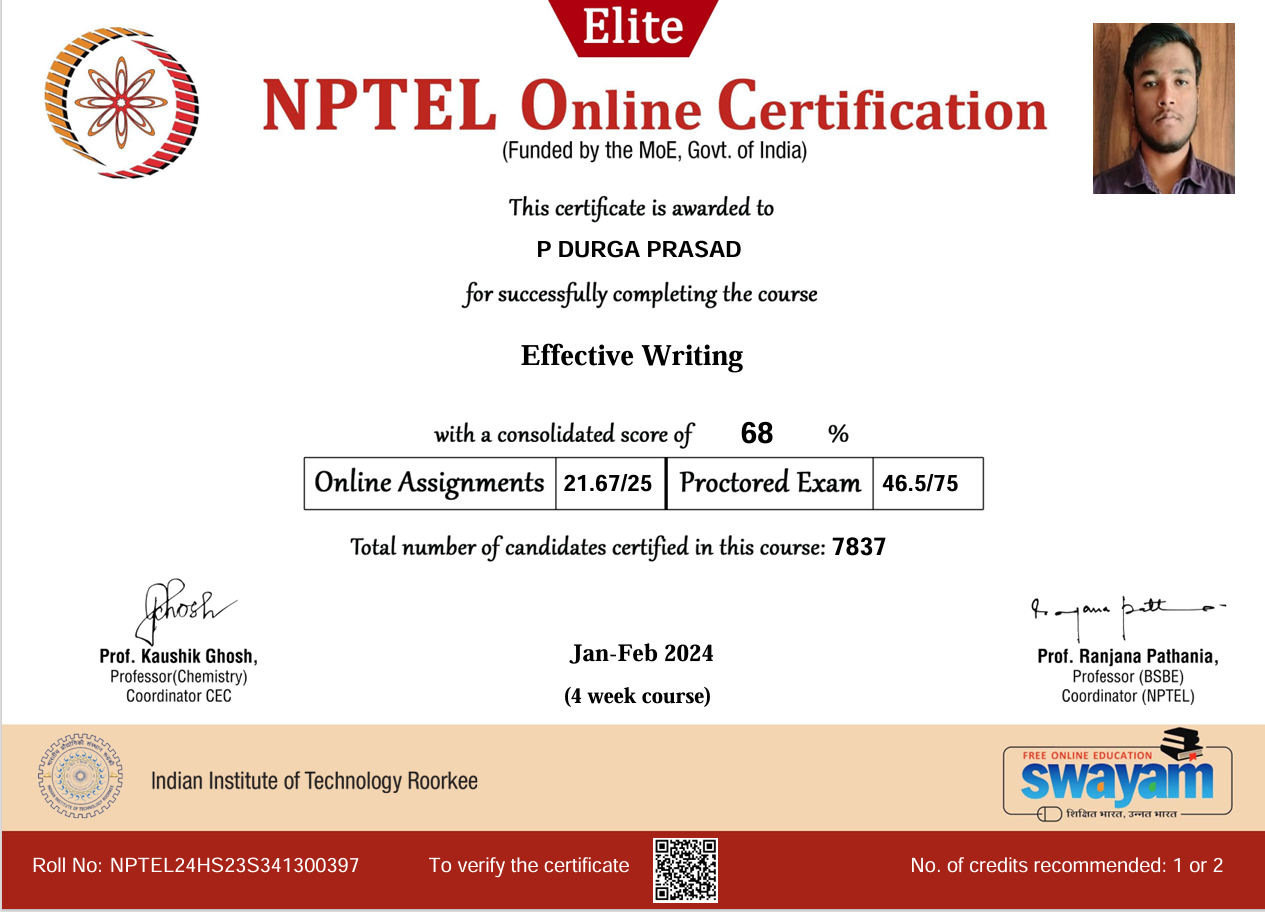 Elite
NPTEL Online Certification
(Funded by the MoE, Govt. of India)
This certificate is awarded to
P DURGA PRASAD
for successfully completing the course
Effective Writing
with a consolidated score of 68 %
Online Assignments 21.67/25 Proctored Exam 46.5/75
Total number of candidates certified in this course: 7837
Ghosh
Prof. Kaushik Ghosh,
Professor(Chemistry)
Coordinator CEC
Jan-Feb 2024
(4 week course)
Prof. Ranjana Pathania,
Professor (BSBE)
Coordinator (NPTEL)
Indian Institute of Technology Roorkee
FREE ONLINE EDUCATION
swayam
शिक्षित भारत, उन्नत भारत
Roll No: NPTEL24HS23S341300397
To verify the certificate
No. of credits recommended: 1 or 2